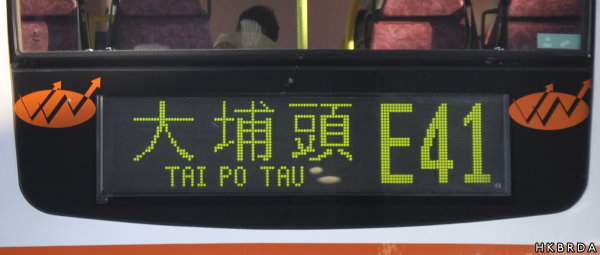 大埔頭 E41
TAI PO TAU
HKBRDA